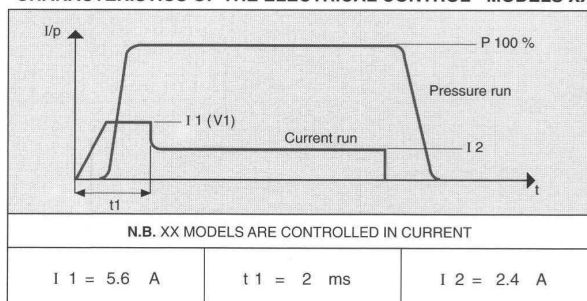 CHARACTERISTICS OF THE ELECTRICAL CONTROL - MODELS XX
I/p
P 100 %
Pressure run
I 1 (V1)
Current run
I 2
t
t1
N.B. XX MODELS ARE CONTROLLED IN CURRENT
I 1 = 5.6 A
t 1 = 2 ms
I 2 = 2.4 A